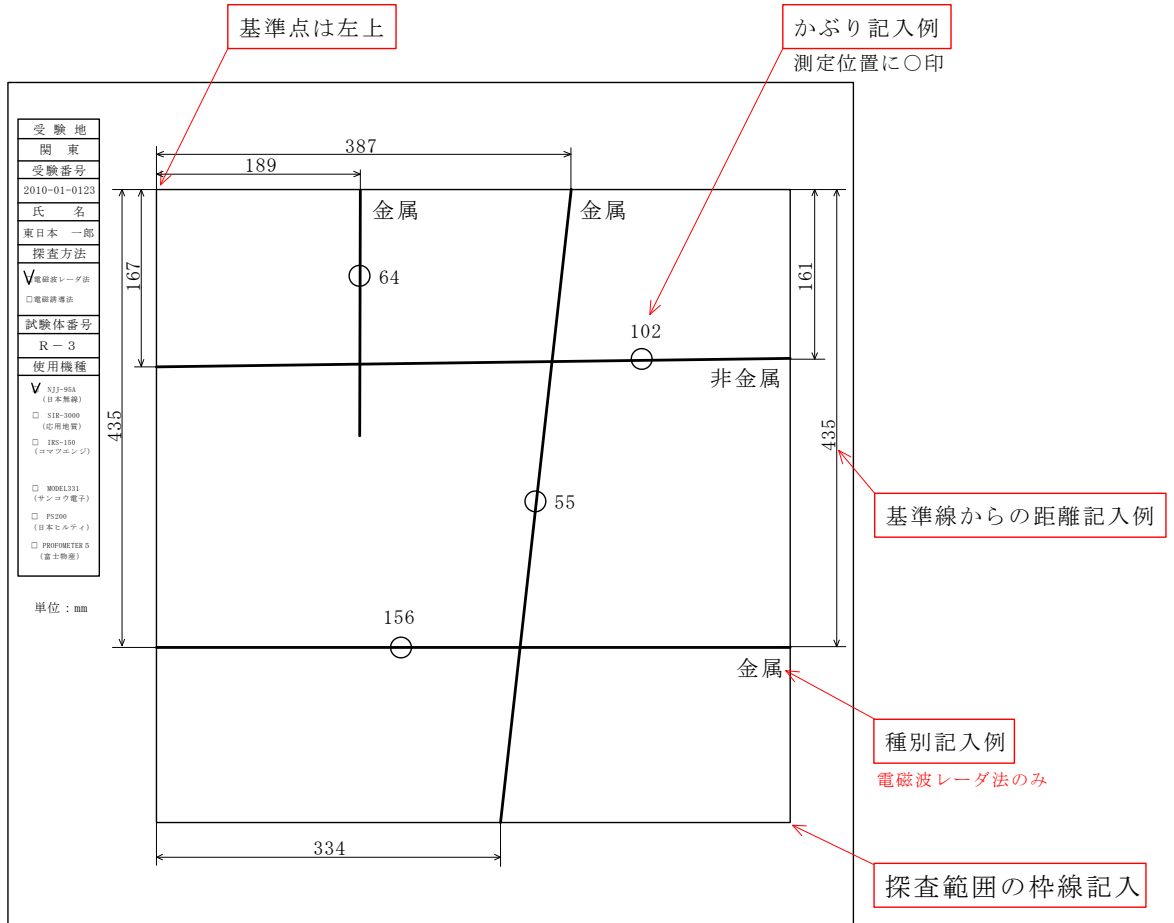 基準点は左上
かぶり記入例
測定位置に○印
受験地
関東
受験番号
2010-01-0123
氏名
東日本 一郎
探査方法
電磁波レーダ法
□電磁誘導法
試験体番号
R－3
使用機種
NJJ-95A
(日本無線)
□ SIR-3000
(応用地質)
□ IRS-150
(コマツエンジ)
□ MODEL331
(サンコウ電子)
□ PS200
(日本ヒルティ)
□ PROFOMETER 5
(富士物産)
単位：mm
387
189
金属
金属
167
161
64
102
非金属
435
435
55
基準線からの距離記入例
156
金属
種別記入例
電磁波レーダ法のみ
334
探査範囲の枠線記入